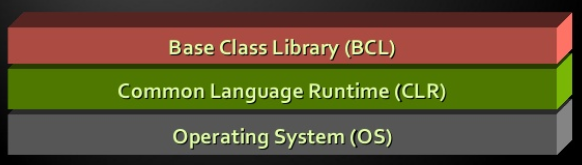 Base Class Library (BCL)
Common Language Runtime (CLR)
Operating System (OS)